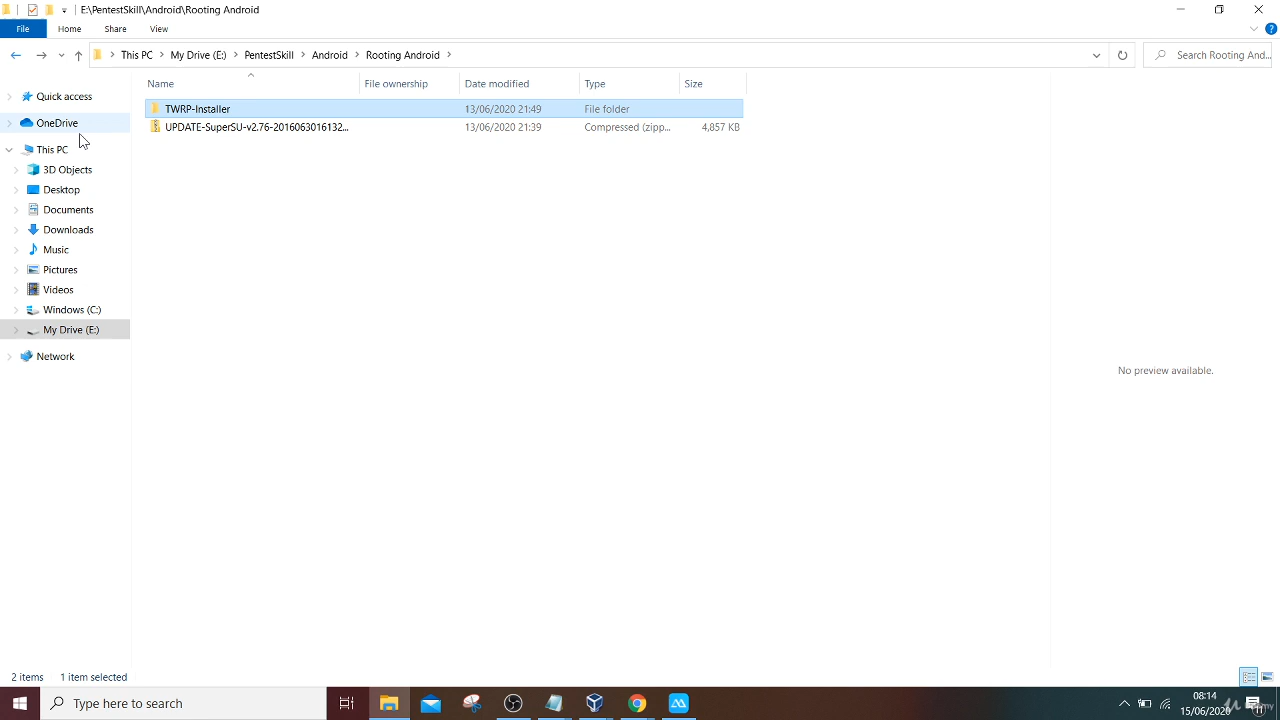 E:\PentestSkill\Android\Rooting Android
File Home Share View
This PC My Drive (E:) PentestSkill Android Rooting Android Search Rooting And...
Name File ownership Date modified Type Size
Quick access
TWRP-Installer 13/06/2020 21:49 File folder
OneDrive
UPDATE-SuperSU-v2.76-2016063016132... 13/06/2020 21:39 Compressed (zipp... 4,857 KB
This PC
3D Objects
Desktop
Documents
Downloads
Music
Pictures
Videos
Windows (C:)
My Drive (E:)
Network
No preview available.
2 items 1 item selected
Type here to search
08:14
15/06/2020